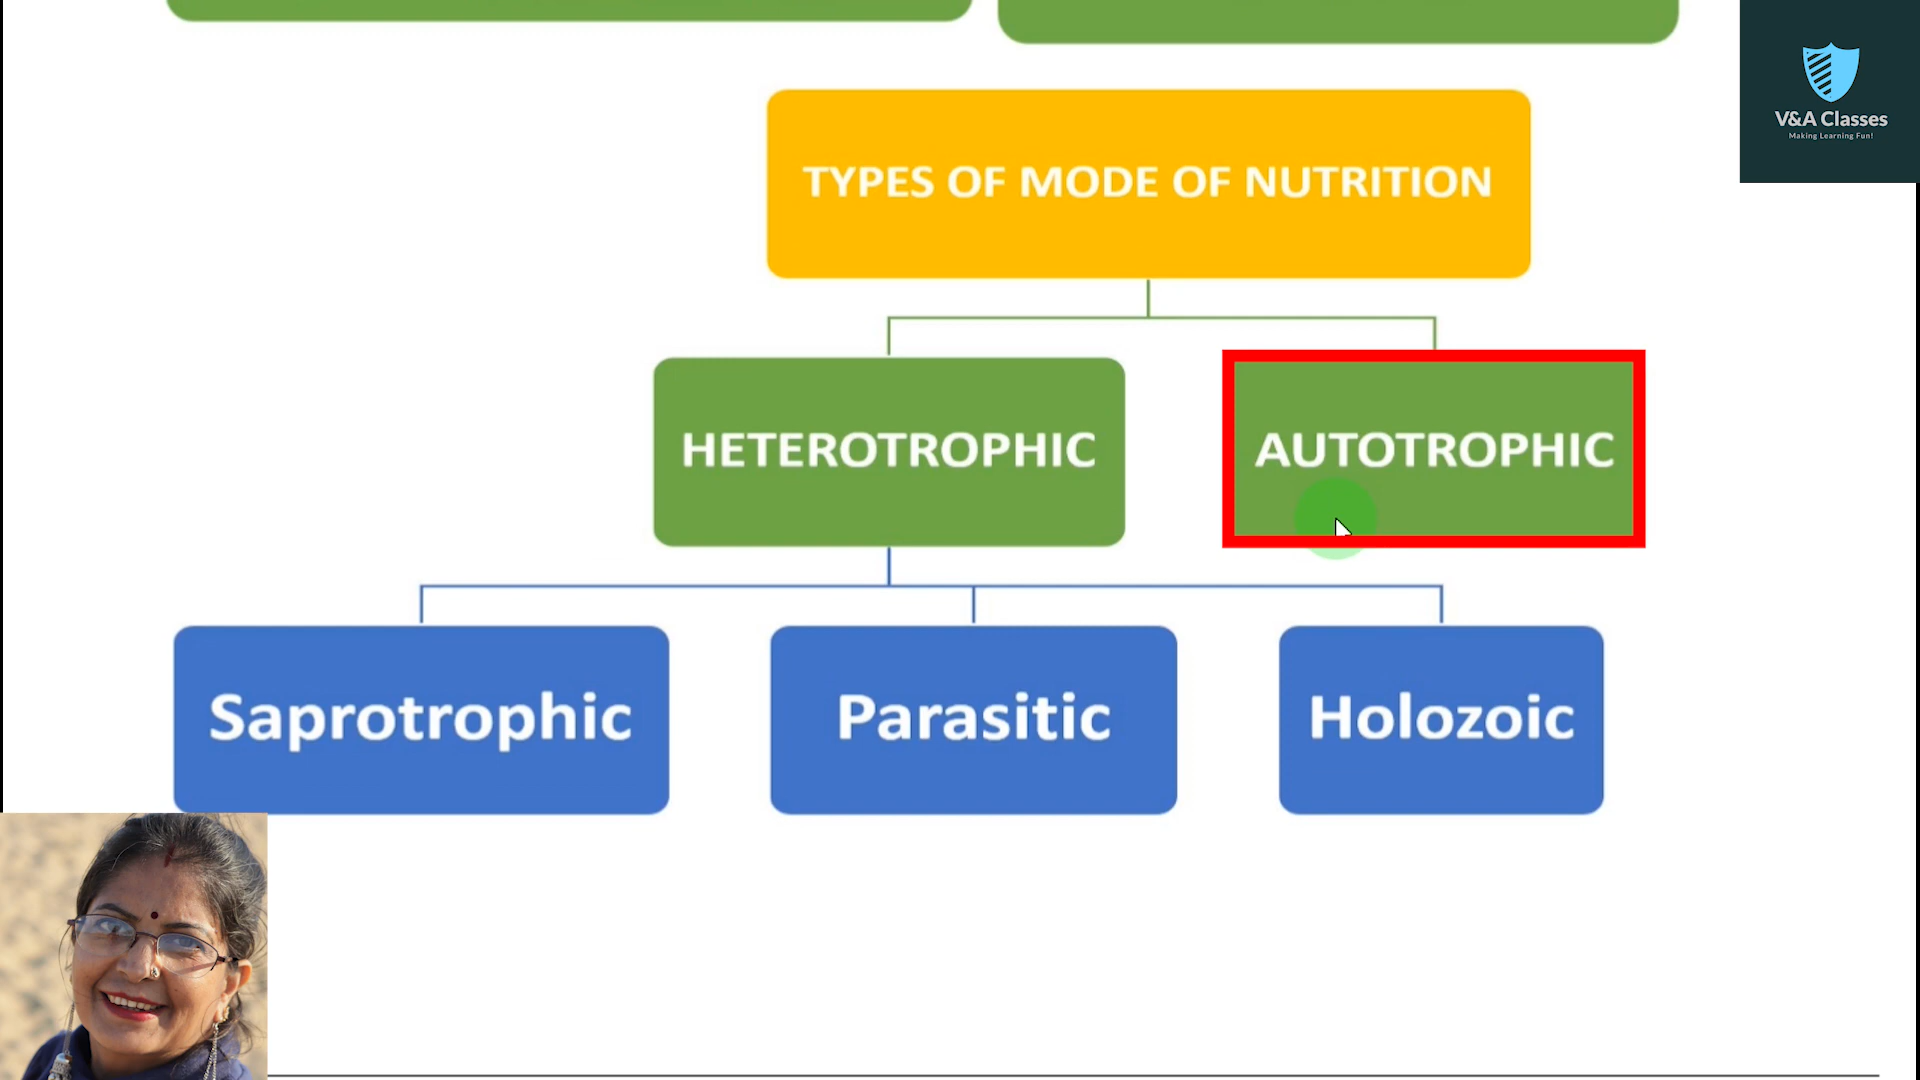 V&A Classes
Making Learning Fun!
TYPES OF MODE OF NUTRITION
HETEROTROPHIC
AUTOTROPHIC
Saprotrophic
Parasitic
Holozoic